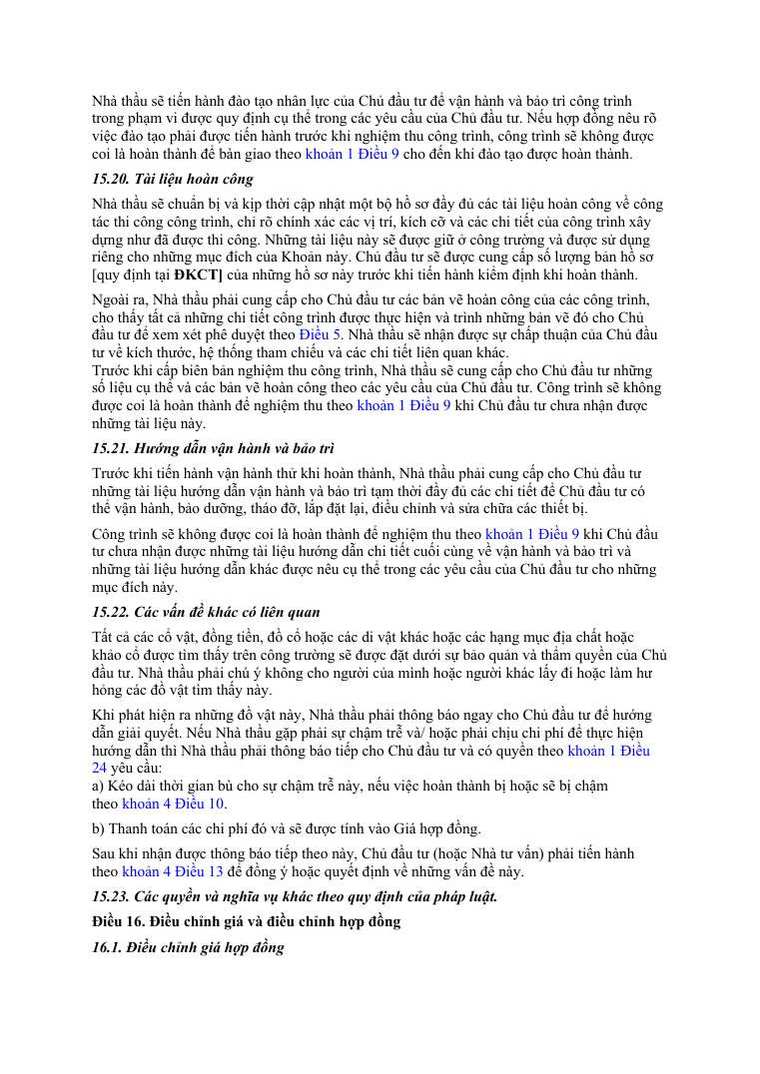 Nhà thầu sẽ tiến hành đào tạo nhân lực của Chủ đầu tư để vận hành và bảo trì công trình
trong phạm vi được quy định cụ thể trong các yêu cầu của Chủ đầu tư. Nếu hợp đồng nêu rõ
việc đào tạo phải được tiến hành trước khi nghiệm thu công trình, công trình sẽ không được
coi là hoàn thành để bàn giao theo khoản 1 Điều 9 cho đến khi đào tạo được hoàn thành.
15.20. Tài liệu hoàn công
Nhà thầu sẽ chuẩn bị và kịp thời cập nhật một bộ hồ sơ đầy đủ các tài liệu hoàn công về công
tác thi công công trình, chỉ rõ chính xác các vị trí, kích cỡ và các chi tiết của công trình xây
dựng như đã được thi công. Những tài liệu này sẽ được giữ ở công trường và được sử dụng
riêng cho những mục đích của Khoản này. Chủ đầu tư sẽ được cung cấp số lượng bản hồ sơ
[quy định tại ĐKCT] của những hồ sơ này trước khi tiến hành kiểm định khi hoàn thành.
Ngoài ra, Nhà thầu phải cung cấp cho Chủ đầu tư các bản vẽ hoàn công của các công trình,
cho thấy tất cả những chi tiết công trình được thực hiện và trình những bản vẽ đó cho Chủ
đầu tư để xem xét phê duyệt theo Điều 5. Nhà thầu sẽ nhận được sự chấp thuận của Chủ đầu
tư về kích thước, hệ thống tham chiếu và các chi tiết liên quan khác.
Trước khi cấp biên bản nghiệm thu công trình, Nhà thầu sẽ cung cấp cho Chủ đầu tư những
số liệu cụ thể và các bản vẽ hoàn công theo các yêu cầu của Chủ đầu tư. Công trình sẽ không
được coi là hoàn thành để nghiệm thu theo khoản 1 Điều 9 khi Chủ đầu tư chưa nhận được
những tài liệu này.
15.21. Hướng dẫn vận hành và bảo trì
Trước khi tiến hành vận hành thử khi hoàn thành, Nhà thầu phải cung cấp cho Chủ đầu tư
những tài liệu hướng dẫn vận hành và bảo trì tạm thời đầy đủ các chi tiết để Chủ đầu tư có
thể vận hành, bảo dưỡng, tháo dỡ, lắp đặt lại, điều chỉnh và sửa chữa các thiết bị.
Công trình sẽ không được coi là hoàn thành để nghiệm thu theo khoản 1 Điều 9 khi Chủ đầu
tư chưa nhận được những tài liệu hướng dẫn chi tiết cuối cùng về vận hành và bảo trì và
những tài liệu hướng dẫn khác được nêu cụ thể trong các yêu cầu của Chủ đầu tư cho những
mục đích này.
15.22. Các vấn đề khác có liên quan
Tất cả các cổ vật, đồng tiền, đồ cổ hoặc các di vật khác hoặc các hạng mục địa chất hoặc
khảo cổ được tìm thấy trên công trường sẽ được đặt dưới sự bảo quản và thẩm quyền của Chủ
đầu tư. Nhà thầu phải chú ý không cho người của mình hoặc người khác lấy đi hoặc làm hư
hỏng các đồ vật tìm thấy này.
Khi phát hiện ra những đồ vật này, Nhà thầu phải thông báo ngay cho Chủ đầu tư để hướng
dẫn giải quyết. Nếu Nhà thầu gặp phải sự chậm trễ và/ hoặc phải chịu chi phí để thực hiện
hướng dẫn thì Nhà thầu phải thông báo tiếp cho Chủ đầu tư và có quyền theo khoản 1 Điều
24 yêu cầu:
a) Kéo dài thời gian bù cho sự chậm trễ này, nếu việc hoàn thành bị hoặc sẽ bị chậm
theo khoản 4 Điều 10.
b) Thanh toán các chi phí đó và sẽ được tính vào Giá hợp đồng.
Sau khi nhận được thông báo tiếp theo này, Chủ đầu tư (hoặc Nhà tư vấn) phải tiến hành
theo khoản 4 Điều 13 để đồng ý hoặc quyết định về những vấn đề này.
15.23. Các quyền và nghĩa vụ khác theo quy định của pháp luật.
Điều 16. Điều chỉnh giá và điều chỉnh hợp đồng
16.1. Điều chỉnh giá hợp đồng